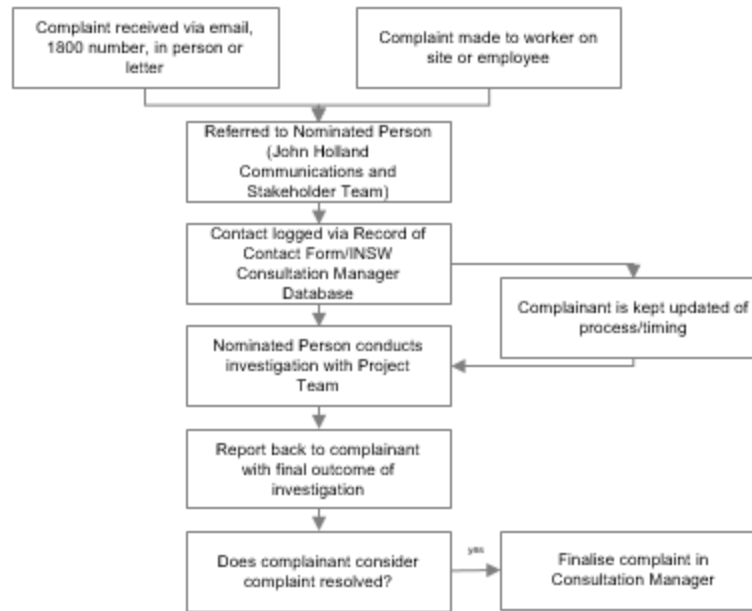 Complaint received via email,
1800 number, in person or
letter
Complaint made to worker on
site or employee
Referred to Nominated Person
(John Holland
Communications and
Stakeholder Team)
Contact logged via Record of
Contact Form/INSW
Consultation Manager
Database
Complainant is kept updated of
process/timing
Nominated Person conducts
investigation with Project
Team
Report back to complainant
with final outcome of
investigation
Does complainant consider
complaint resolved?
yes
Finalise complaint in
Consultation Manager